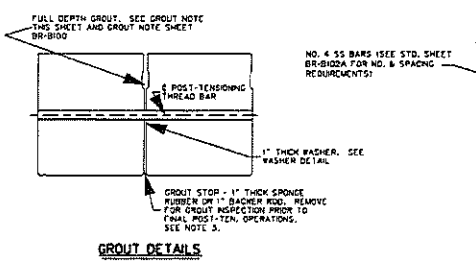 FULL DEPTH GROUT. SEE GROUT NOTE
THIS SHEET AND GROUT NOTE SHEET
BR-B100
NO. 4 SS BARS (SEE STD. SHEET
BR-B102A FOR NO. & SPACING
REQUIREMENTS)
℄ POST-TENSIONING
THREAD BAR
1" THICK WASHER. SEE
WASHER DETAIL
GROUT STOP - 1" THICK SPONGE
RUBBER OR 1" BACKER ROD. REMOVE
FOR GROUT INSPECTION PRIOR TO
FINAL POST-TEN. OPERATIONS.
SEE NOTE 3.
GROUT DETAILS